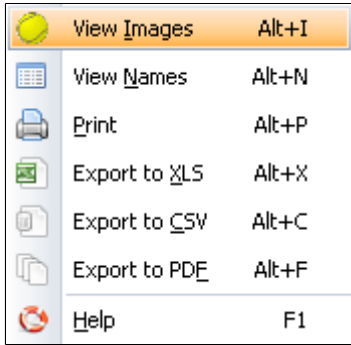 View Images Alt+I
View Names Alt+N
Print Alt+P
Export to XLS Alt+X
Export to CSV Alt+C
Export to PDF Alt+F
Help F1